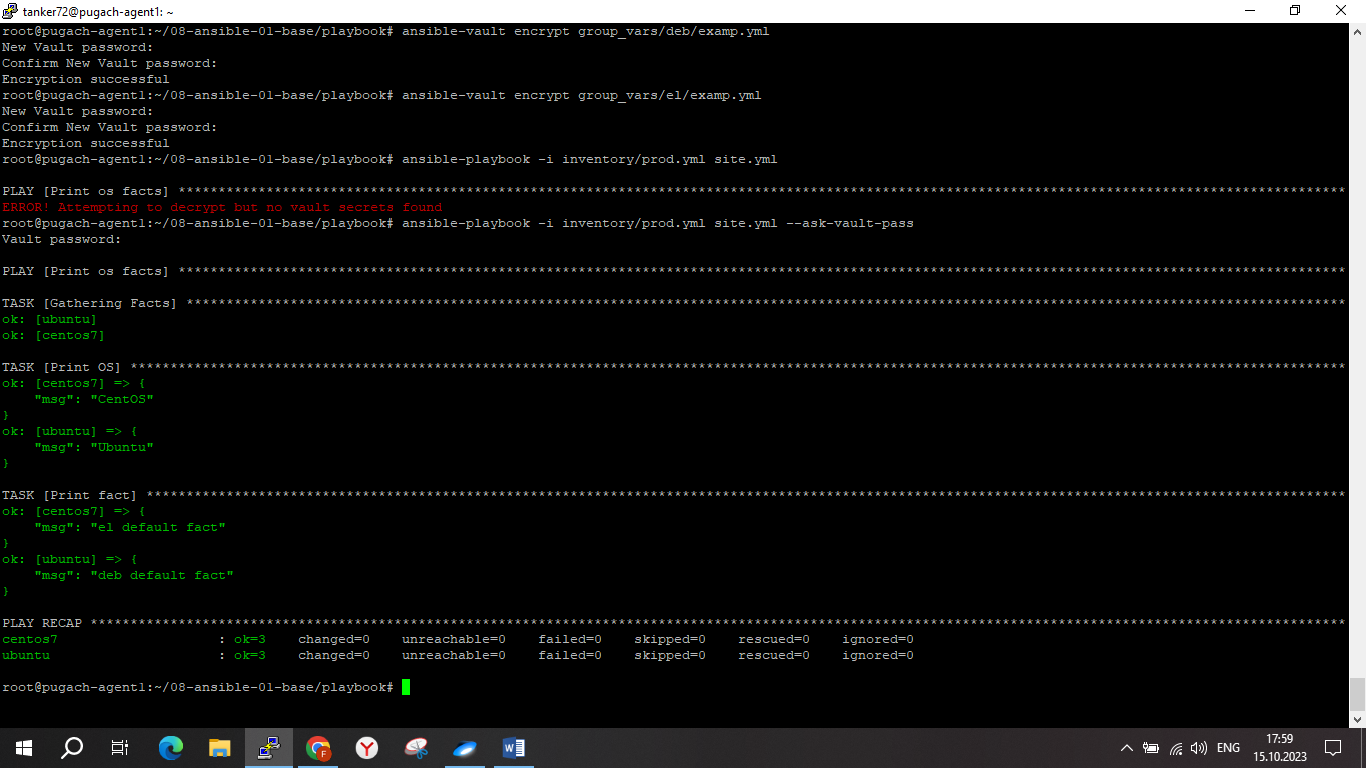 tanker72@pugach-agent1: ~
root@pugach-agent1:~/08-ansible-01-base/playbook# ansible-vault encrypt group_vars/deb/examp.yml
New Vault password:
Confirm New Vault password:
Encryption successful
root@pugach-agent1:~/08-ansible-01-base/playbook# ansible-vault encrypt group_vars/el/examp.yml
New Vault password:
Confirm New Vault password:
Encryption successful
root@pugach-agent1:~/08-ansible-01-base/playbook# ansible-playbook -i inventory/prod.yml site.yml
PLAY [Print os facts] **************************************************************************************************************************************************
ERROR! Attempting to decrypt but no vault secrets found
root@pugach-agent1:~/08-ansible-01-base/playbook# ansible-playbook -i inventory/prod.yml site.yml --ask-vault-pass
Vault password:
PLAY [Print os facts] **************************************************************************************************************************************************
TASK [Gathering Facts] *************************************************************************************************************************************************
ok: [ubuntu]
ok: [centos7]
TASK [Print OS] ********************************************************************************************************************************************************
ok: [centos7] => {
    "msg": "CentOS"
}
ok: [ubuntu] => {
    "msg": "Ubuntu"
}
TASK [Print fact] ******************************************************************************************************************************************************
ok: [centos7] => {
    "msg": "el default fact"
}
ok: [ubuntu] => {
    "msg": "deb default fact"
}
PLAY RECAP *************************************************************************************************************************************************************
centos7                    : ok=3    changed=0    unreachable=0    failed=0    skipped=0    rescued=0    ignored=0
ubuntu                     : ok=3    changed=0    unreachable=0    failed=0    skipped=0    rescued=0    ignored=0
root@pugach-agent1:~/08-ansible-01-base/playbook#
F
Y
W
ENG
17:59
15.10.2023